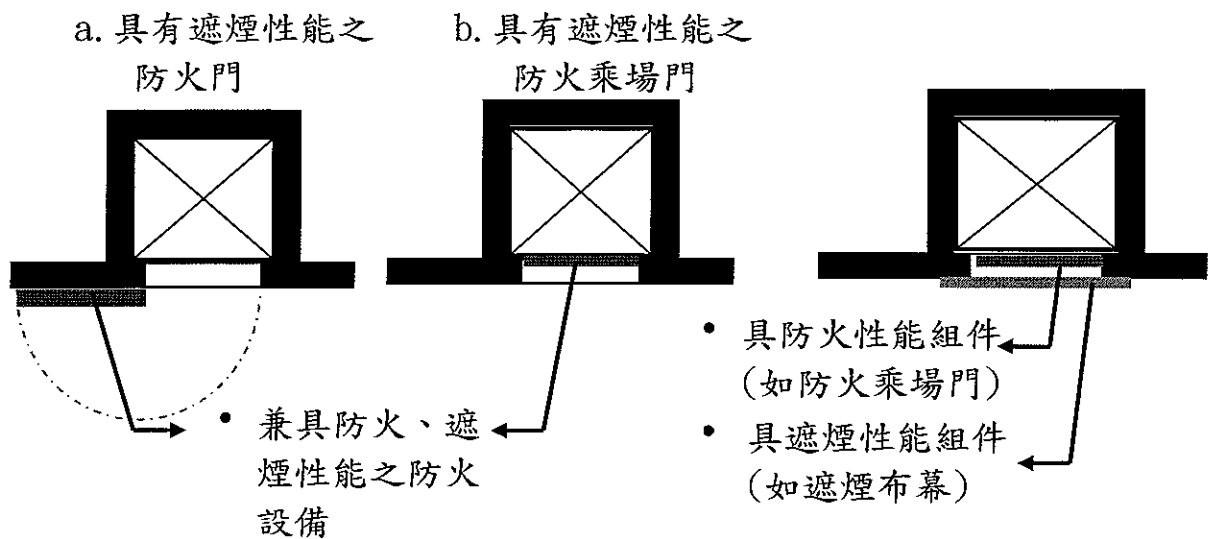 a. 具有遮煙性能之
防火門
b. 具有遮煙性能之
防火乘場門
• 兼具防火、遮
煙性能之防火
設備
• 具防火性能組件
(如防火乘場門)
• 具遮煙性能組件
(如遮煙布幕)